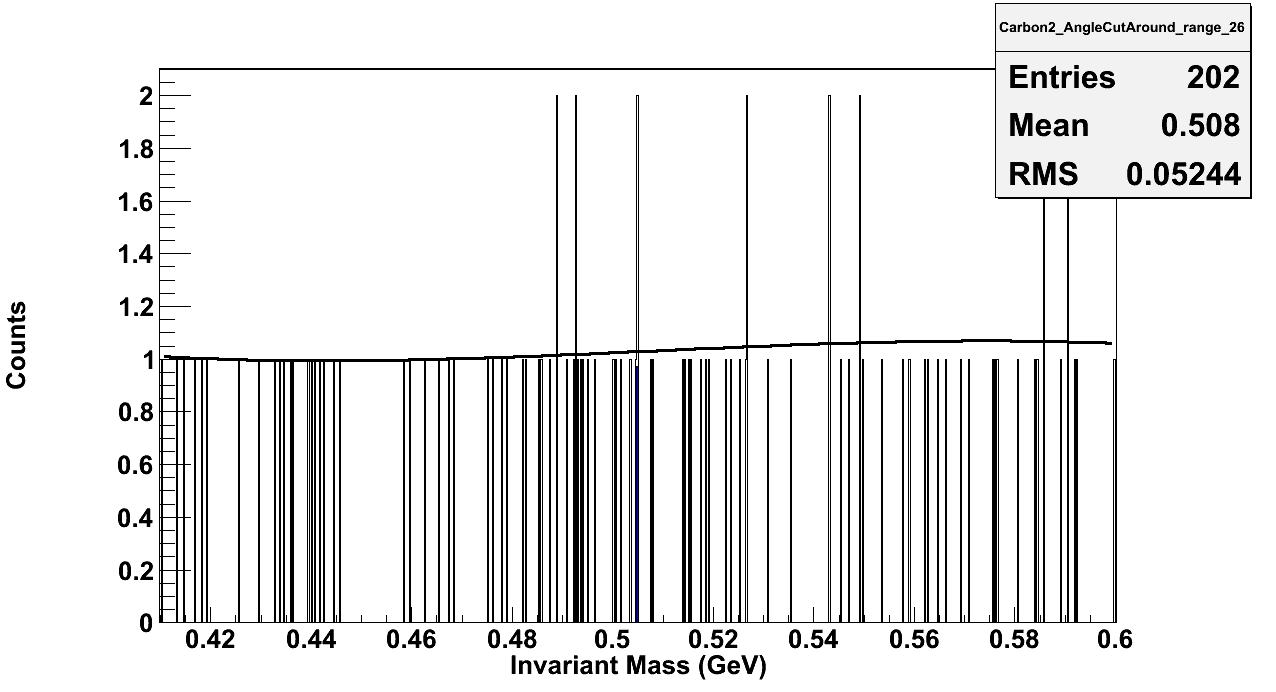 Carbon2_AngleCutAround_range_26
Entries 202
Mean 0.508
RMS 0.05244
Counts
2
1.8
1.6
1.4
1.2
1
0.8
0.6
0.4
0.2
0
0.42 0.44 0.46 0.48 0.5 0.52 0.54 0.56 0.58 0.6
Invariant Mass (GeV)